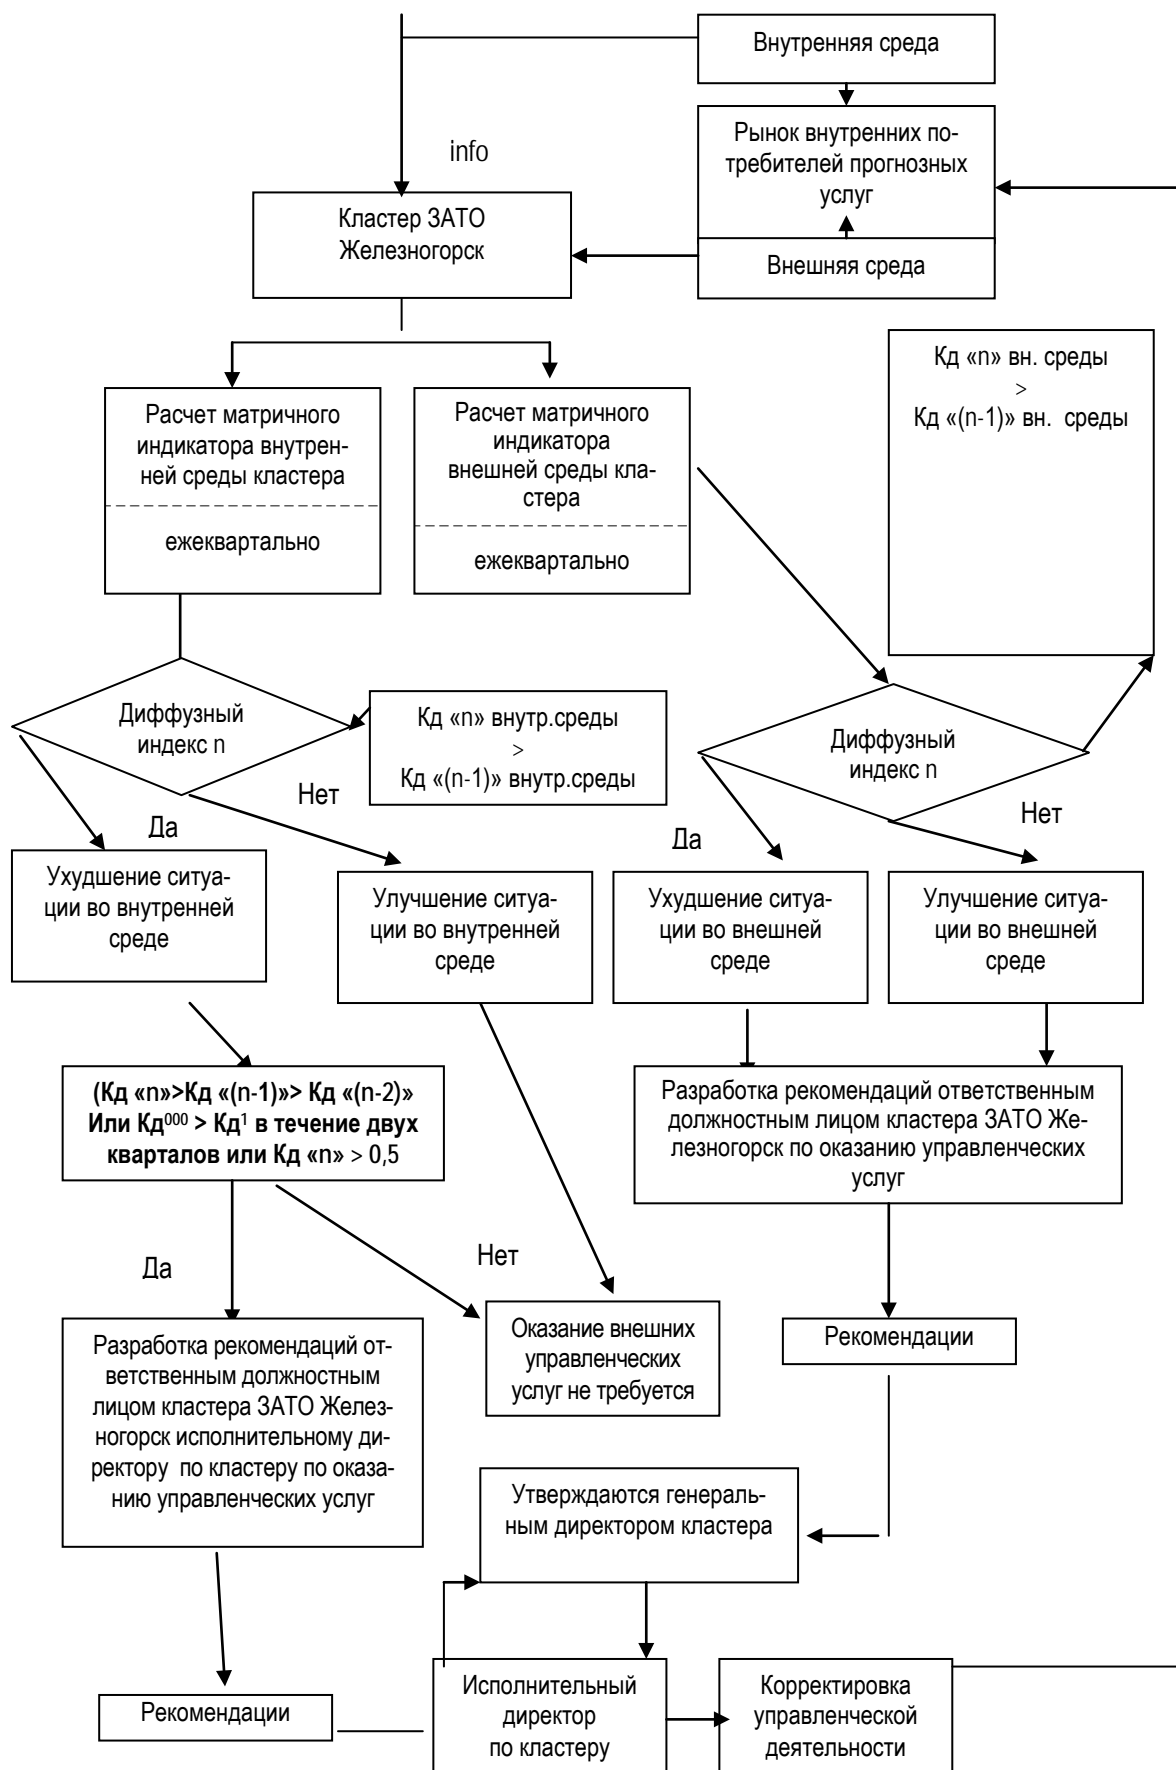 Внутренняя среда
Рынок внутренних по-
требителей прогнозных
услуг
info
Кластер ЗАТО
Железногорск
Внешняя среда
Кд «n» вн. среды
>
Кд «(n-1)» вн. среды
Расчет матричного
индикатора внутрен-
ней среды кластера
ежеквартально
Расчет матричного
индикатора
внешней среды кла-
стера
ежеквартально
Диффузный
индекс n
Кд «n» внутр.среды
>
Кд «(n-1)» внутр.среды
Диффузный
индекс n
Нет
Да
Нет
Да
Ухудшение ситуа-
ции во внутренней
среде
Улучшение ситуа-
ции во внутренней
среде
Ухудшение ситуа-
ции во внешней
среде
Улучшение ситуа-
ции во внешней
среде
(Кд «n»>Кд «(n-1)»> Кд «(n-2)»
Или Кд⁰⁰⁰ > Кд¹ в течение двух
кварталов или Кд «n» > 0,5
Разработка рекомендаций ответственным
должностным лицом кластера ЗАТО Же-
лезногорск по оказанию управленческих
услуг
Да
Нет
Разработка рекомендаций от-
ветственным должностным
лицом кластера ЗАТО Желез-
ногорск исполнительному ди-
ректору по кластеру по оказа-
нию управленческих услуг
Оказание внешних
управленческих
услуг не требуется
Рекомендации
Утверждаются генераль-
ным директором кластера
Рекомендации
Исполнительный
директор
по кластеру
Корректировка
управленческой
деятельности